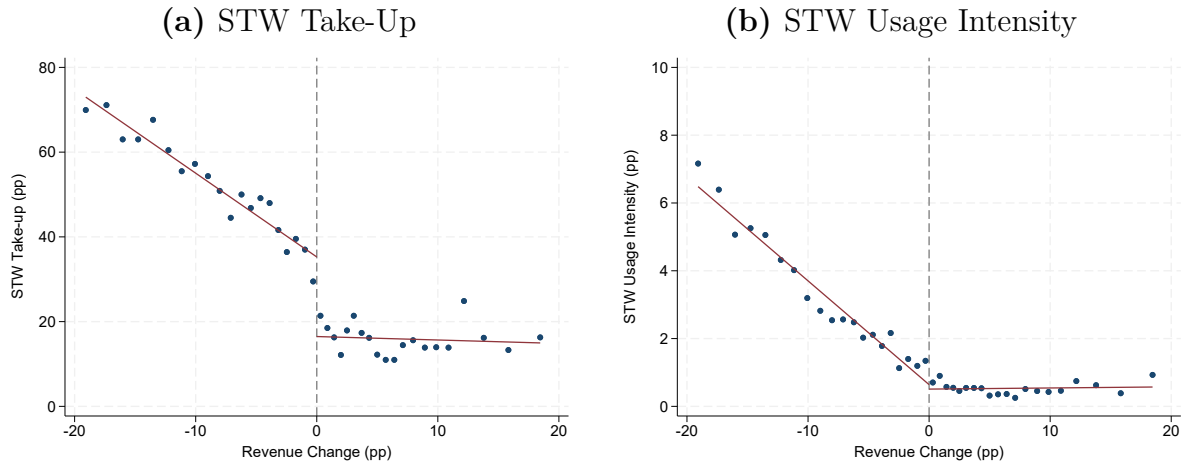 (a) STW Take-Up
80
60
40
20
0
STW Take-up (pp)
-20 -10 0 10 20
Revenue Change (pp)
(b) STW Usage Intensity
10
8
6
4
2
0
STW Usage Intensity (pp)
-20 -10 0 10 20
Revenue Change (pp)